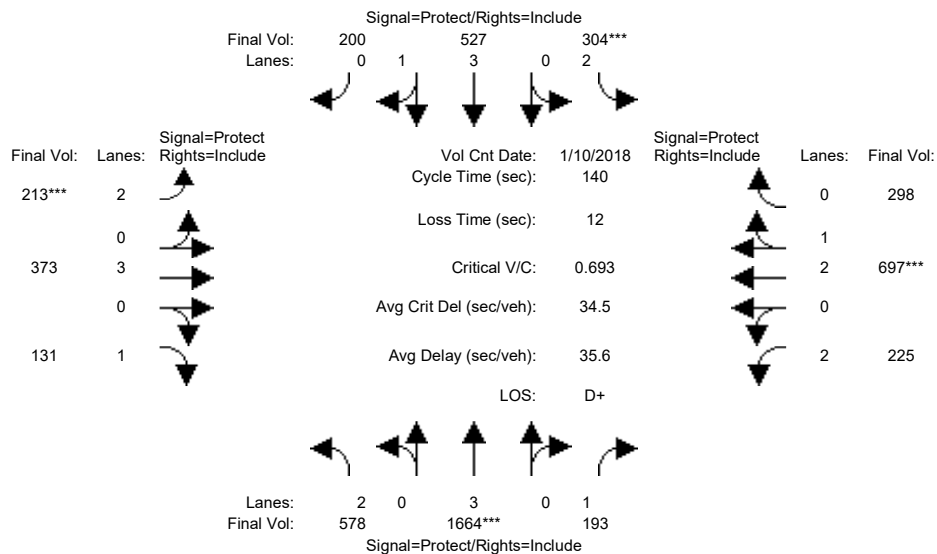 Signal=Protect/Rights=Include
Final Vol: 200 527 304***
Lanes: 0 1 3 0 2
Signal=Protect
Final Vol: Lanes: Rights=Include Vol Cnt Date: 1/10/2018 Signal=Protect
Rights=Include Lanes: Final Vol:
Cycle Time (sec): 140
213*** 2 0 298
Loss Time (sec): 12
0 1
373 3 Critical V/C: 0.693 2 697***
0 Avg Crit Del (sec/veh): 34.5 0
131 1 Avg Delay (sec/veh): 35.6 2 225
LOS: D+
Lanes: 2 0 3 0 1
Final Vol: 578 1664*** 193
Signal=Protect/Rights=Include